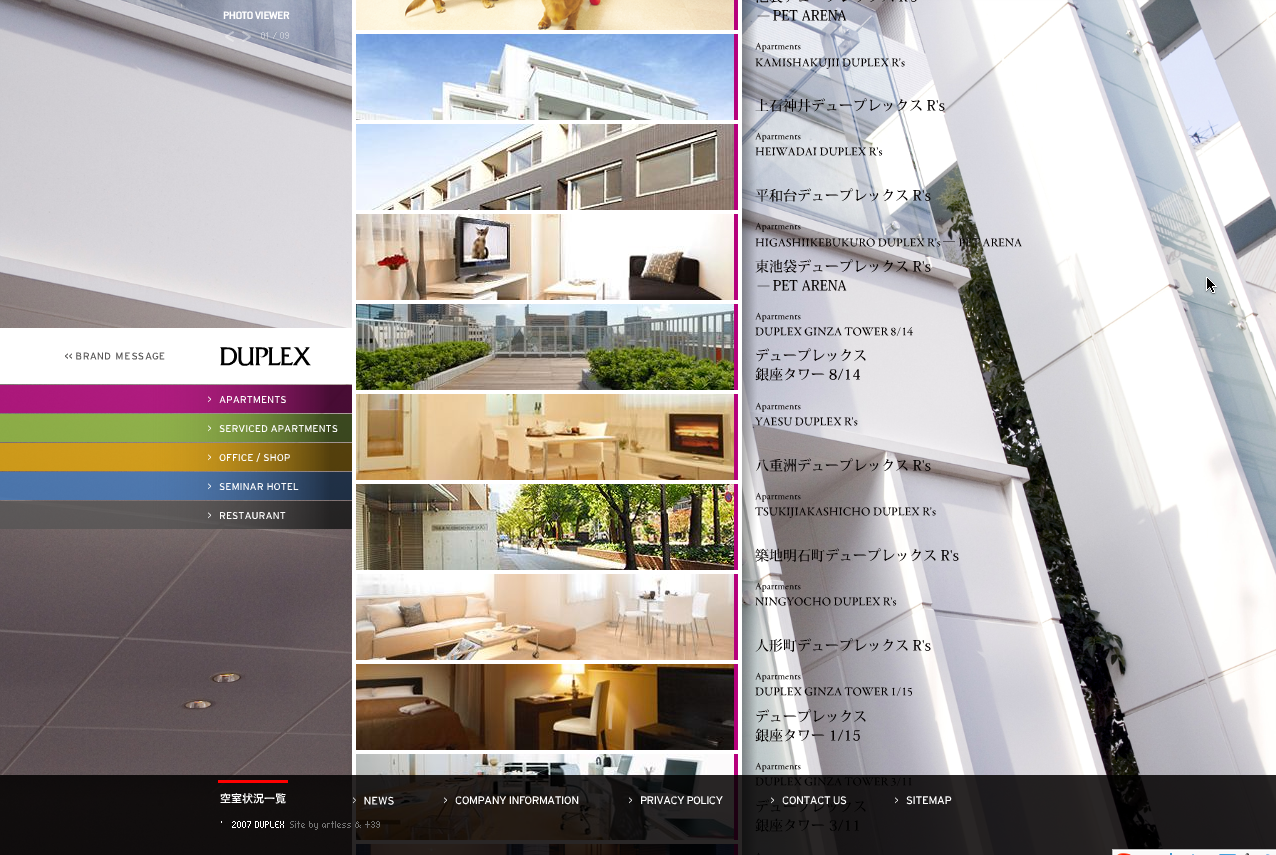 PHOTO VIEWER
01 / 09
‹‹ BRAND MESSAGE
DUPLEX
APARTMENTS
SERVICED APARTMENTS
OFFICE / SHOP
SEMINAR HOTEL
RESTAURANT
— PET ARENA
Apartments
KAMISHAKUJII DUPLEX R's
上石神井デュープレックス R's
Apartments
HEIWADAI DUPLEX R's
平和台デュープレックス R's
Apartments
HIGASHIIKEBUKURO DUPLEX R's — PET ARENA
東池袋デュープレックス R's
— PET ARENA
Apartments
DUPLEX GINZA TOWER 8/14
デュープレックス
銀座タワー 8/14
Apartments
YAESU DUPLEX R's
八重洲デュープレックス R's
Apartments
TSUKIJIAKASHICHO DUPLEX R's
築地明石町デュープレックス R's
Apartments
NINGYOCHO DUPLEX R's
人形町デュープレックス R's
Apartments
DUPLEX GINZA TOWER 1/15
デュープレックス
銀座タワー 1/15
Apartments
DUPLEX GINZA TOWER 3/11
デュープレックス
銀座タワー 3/11
空室状況一覧
NEWS
COMPANY INFORMATION
PRIVACY POLICY
CONTACT US
SITEMAP
2007 DUPLEX Site by artless & +39